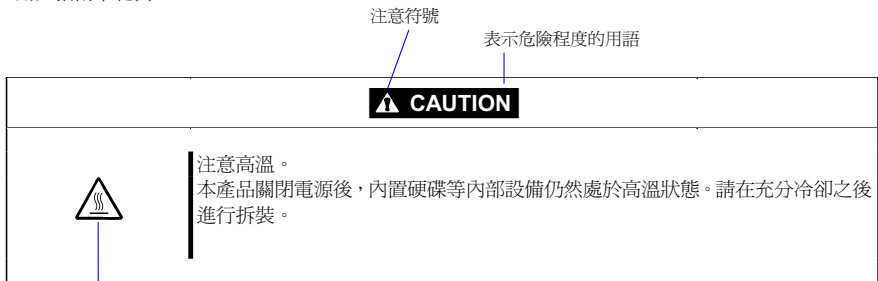 注意符號
表示危險程度的用語
CAUTION
注意高溫。
本產品關閉電源後，內置硬碟等內部設備仍然處於高溫狀態。請在充分冷卻之後
進行拆裝。